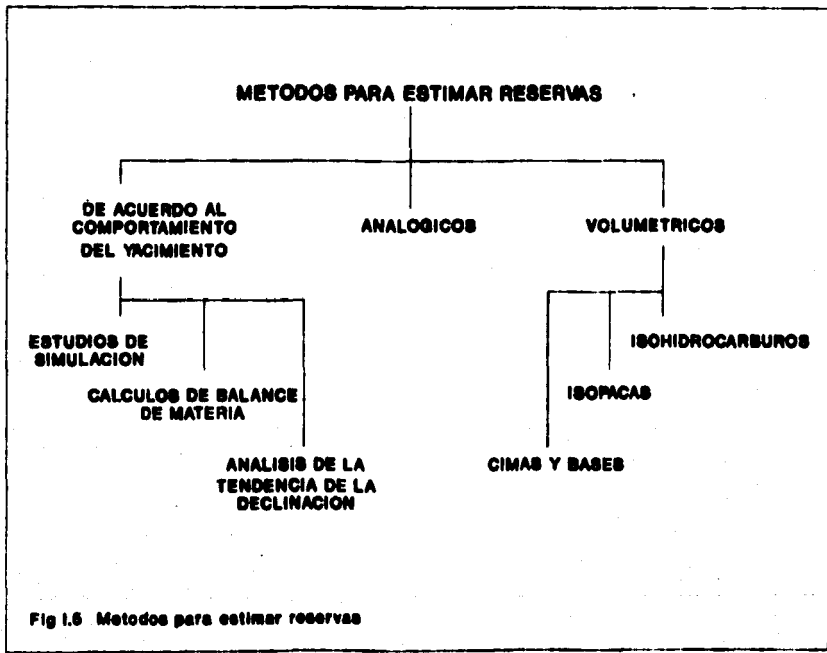 METODOS PARA ESTIMAR RESERVAS
DE ACUERDO AL
COMPORTAMIENTO
DEL YACIMIENTO
ANALOGICOS
VOLUMETRICOS
ESTUDIOS DE
SIMULACION
CALCULOS DE BALANCE
DE MATERIA
ANALISIS DE LA
TENDENCIA DE LA
DECLINACION
ISOHIDROCARBUROS
ISOPACAS
CIMAS Y BASES
Fig I.5 Metodos para estimar reservas